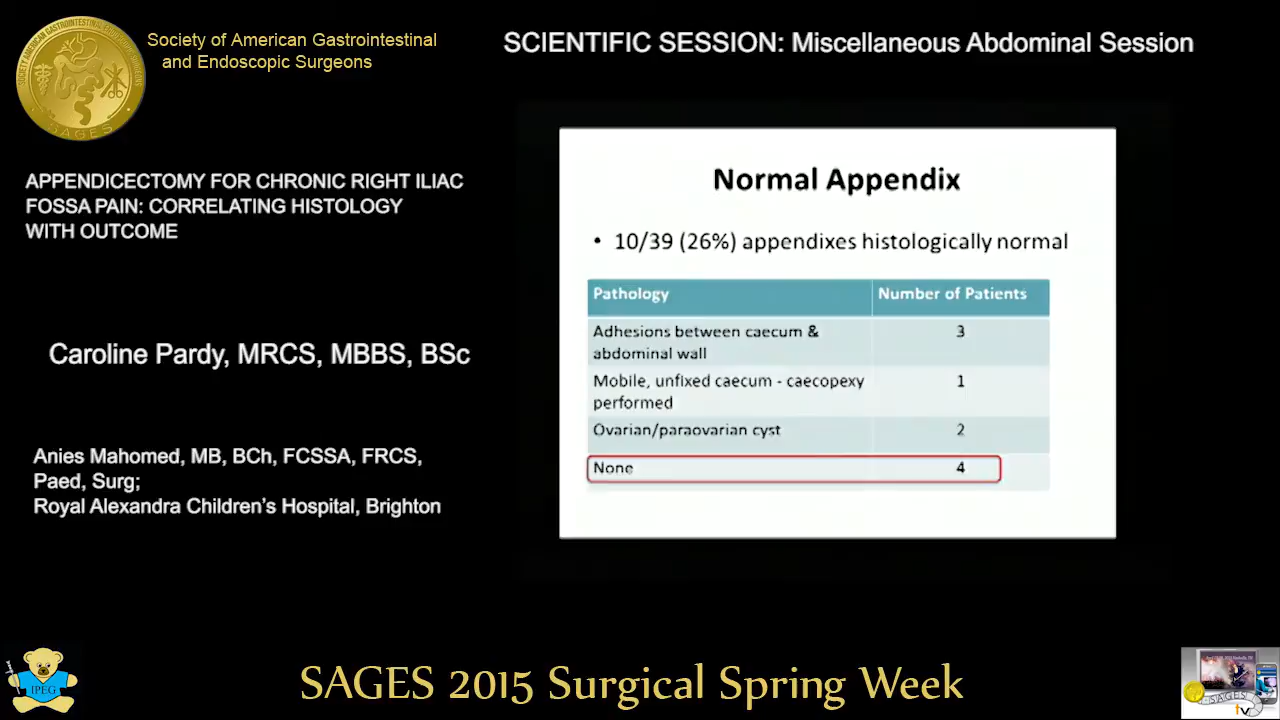 Society of American Gastrointestinal
and Endoscopic Surgeons
SCIENTIFIC SESSION: Miscellaneous Abdominal Session
SAGES
APPENDICECTOMY FOR CHRONIC RIGHT ILIAC
FOSSA PAIN: CORRELATING HISTOLOGY
WITH OUTCOME
Caroline Pardy, MRCS, MBBS, BSc
Anies Mahomed, MB, BCh, FCSSA, FRCS,
Paed, Surg;
Royal Alexandra Children's Hospital, Brighton
Normal Appendix
• 10/39 (26%) appendixes histologically normal
Pathology Number of Patients
Adhesions between caecum & 3
abdominal wall
Mobile, unfixed caecum - caecopexy 1
performed
Ovarian/paraovarian cyst 2
None 4
IPEG
SAGES 2015 Surgical Spring Week
SAGES
tv